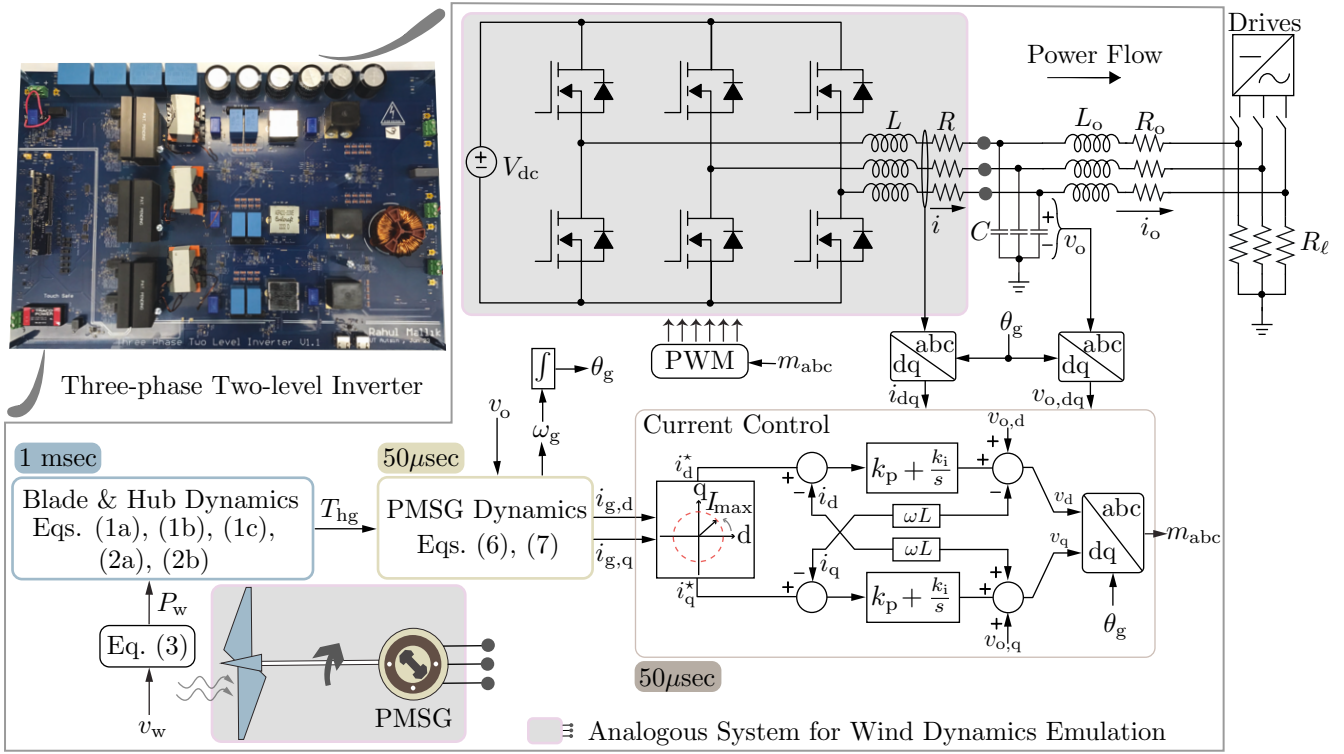 Drives
Power Flow
L
R
L_o
R_o
V_dc
i
C
v_o
i_o
R_ℓ
Touch Safe
Rahul Mallik
Three Phase Two Level Inverter V1.1
Three-phase Two-level Inverter
PWM
m_abc
θ_g
abc
dq
abc
dq
i_dq
v_o,dq
∫
θ_g
ω_g
v_o
1 msec
Blade & Hub Dynamics
Eqs. (1a), (1b), (1c),
(2a), (2b)
T_hg
50μsec
PMSG Dynamics
Eqs. (6), (7)
i_g,d
i_g,q
Current Control
i_d^⋆
q
I_max
d
i_q^⋆
i_d
i_q
k_p + k_i/s
k_p + k_i/s
ωL
ωL
v_o,d
v_o,q
v_d
v_q
abc
dq
m_abc
θ_g
50μsec
P_w
Eq. (3)
v_w
PMSG
Analogous System for Wind Dynamics Emulation